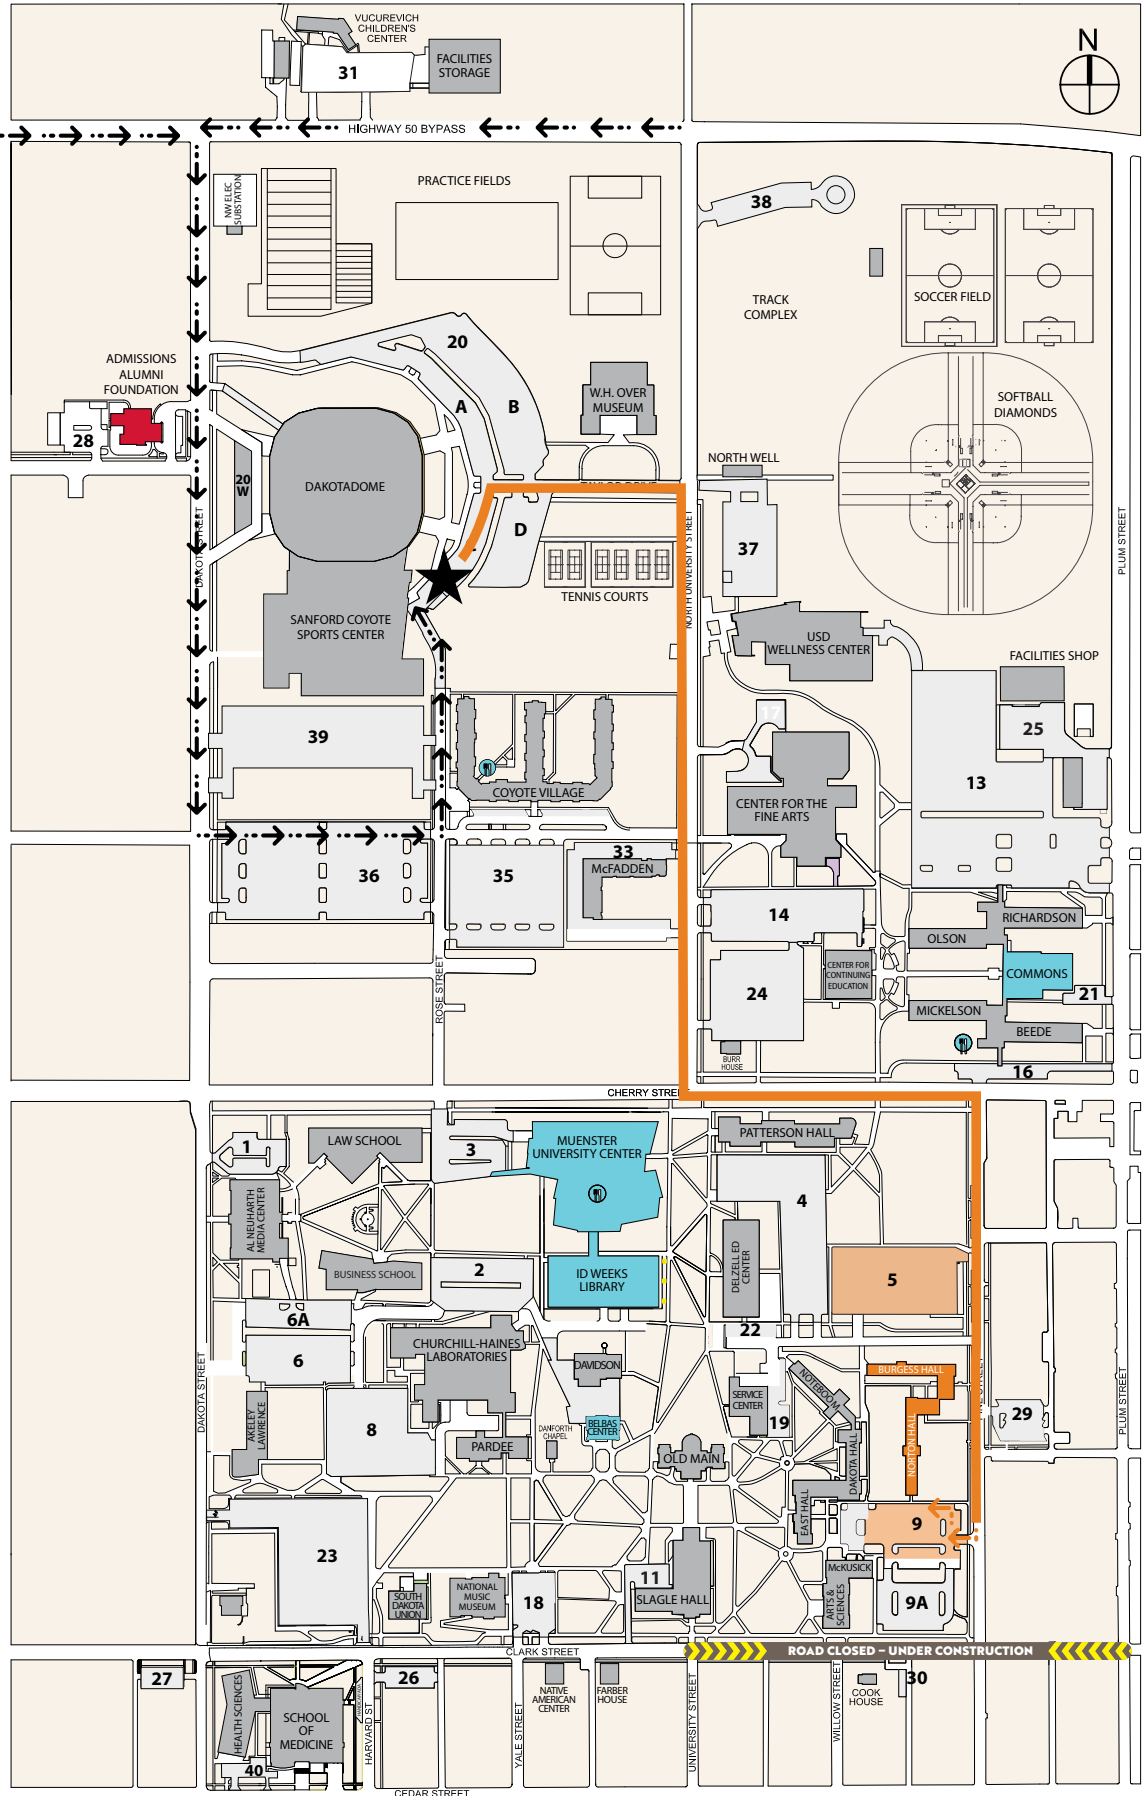 VUCUREVICH
CHILDREN'S
CENTER
31
FACILITIES
STORAGE
N
HIGHWAY 50 BYPASS
NW ELEC
SUBSTATION
PRACTICE FIELDS
38
SOCCER FIELD
TRACK
COMPLEX
20
ADMISSIONS
ALUMNI
FOUNDATION
28
A
B
W.H. OVER
MUSEUM
SOFTBALL
DIAMONDS
NORTH WELL
20
W
DAKOTADOME
TAYLOR DRIVE
D
DAKOTA STREET
NORTH UNIVERSITY STREET
37
PLUM STREET
TENNIS COURTS
SANFORD COYOTE
SPORTS CENTER
USD
WELLNESS CENTER
FACILITIES SHOP
17
25
39
13
COYOTE VILLAGE
CENTER FOR THE
FINE ARTS
33
McFADDEN
36
35
14
RICHARDSON
OLSON
CENTER FOR
CONTINUING
EDUCATION
COMMONS
24
21
ROSE STREET
MICKELSON
BEEDE
BURR
HOUSE
16
CHERRY STREET
1
LAW SCHOOL
3
MUENSTER
UNIVERSITY CENTER
PATTERSON HALL
4
AL NEUHARTH
MEDIA CENTER
DELZELL ED
CENTER
BUSINESS SCHOOL
2
ID WEEKS
LIBRARY
5
6A
22
CHURCHILL-HAINES
LABORATORIES
6
DAVIDSON
BURGESS HALL
NOTEBOOM
DAKOTA STREET
PLUM STREET
SERVICE
CENTER
19
29
AKELEY
LAWRENCE
8
DANFORTH
CHAPEL
BELBAS
CENTER
PARDEE
OLD MAIN
DAKOTA HALL
NORTON HALL
EAST HALL
9
23
McKUSICK
11
SLAGLE HALL
ARTS &
SCIENCES
9A
SOUTH
DAKOTA
UNION
NATIONAL
MUSIC
MUSEUM
18
CLARK STREET
ROAD CLOSED – UNDER CONSTRUCTION
27
26
HEALTH SCIENCES
SCHOOL
OF
MEDICINE
HARVARD ST
YALE STREET
NATIVE
AMERICAN
CENTER
FARBER
HOUSE
UNIVERSITY STREET
WILLOW STREET
COOK
HOUSE
30
40
CEDAR STREET